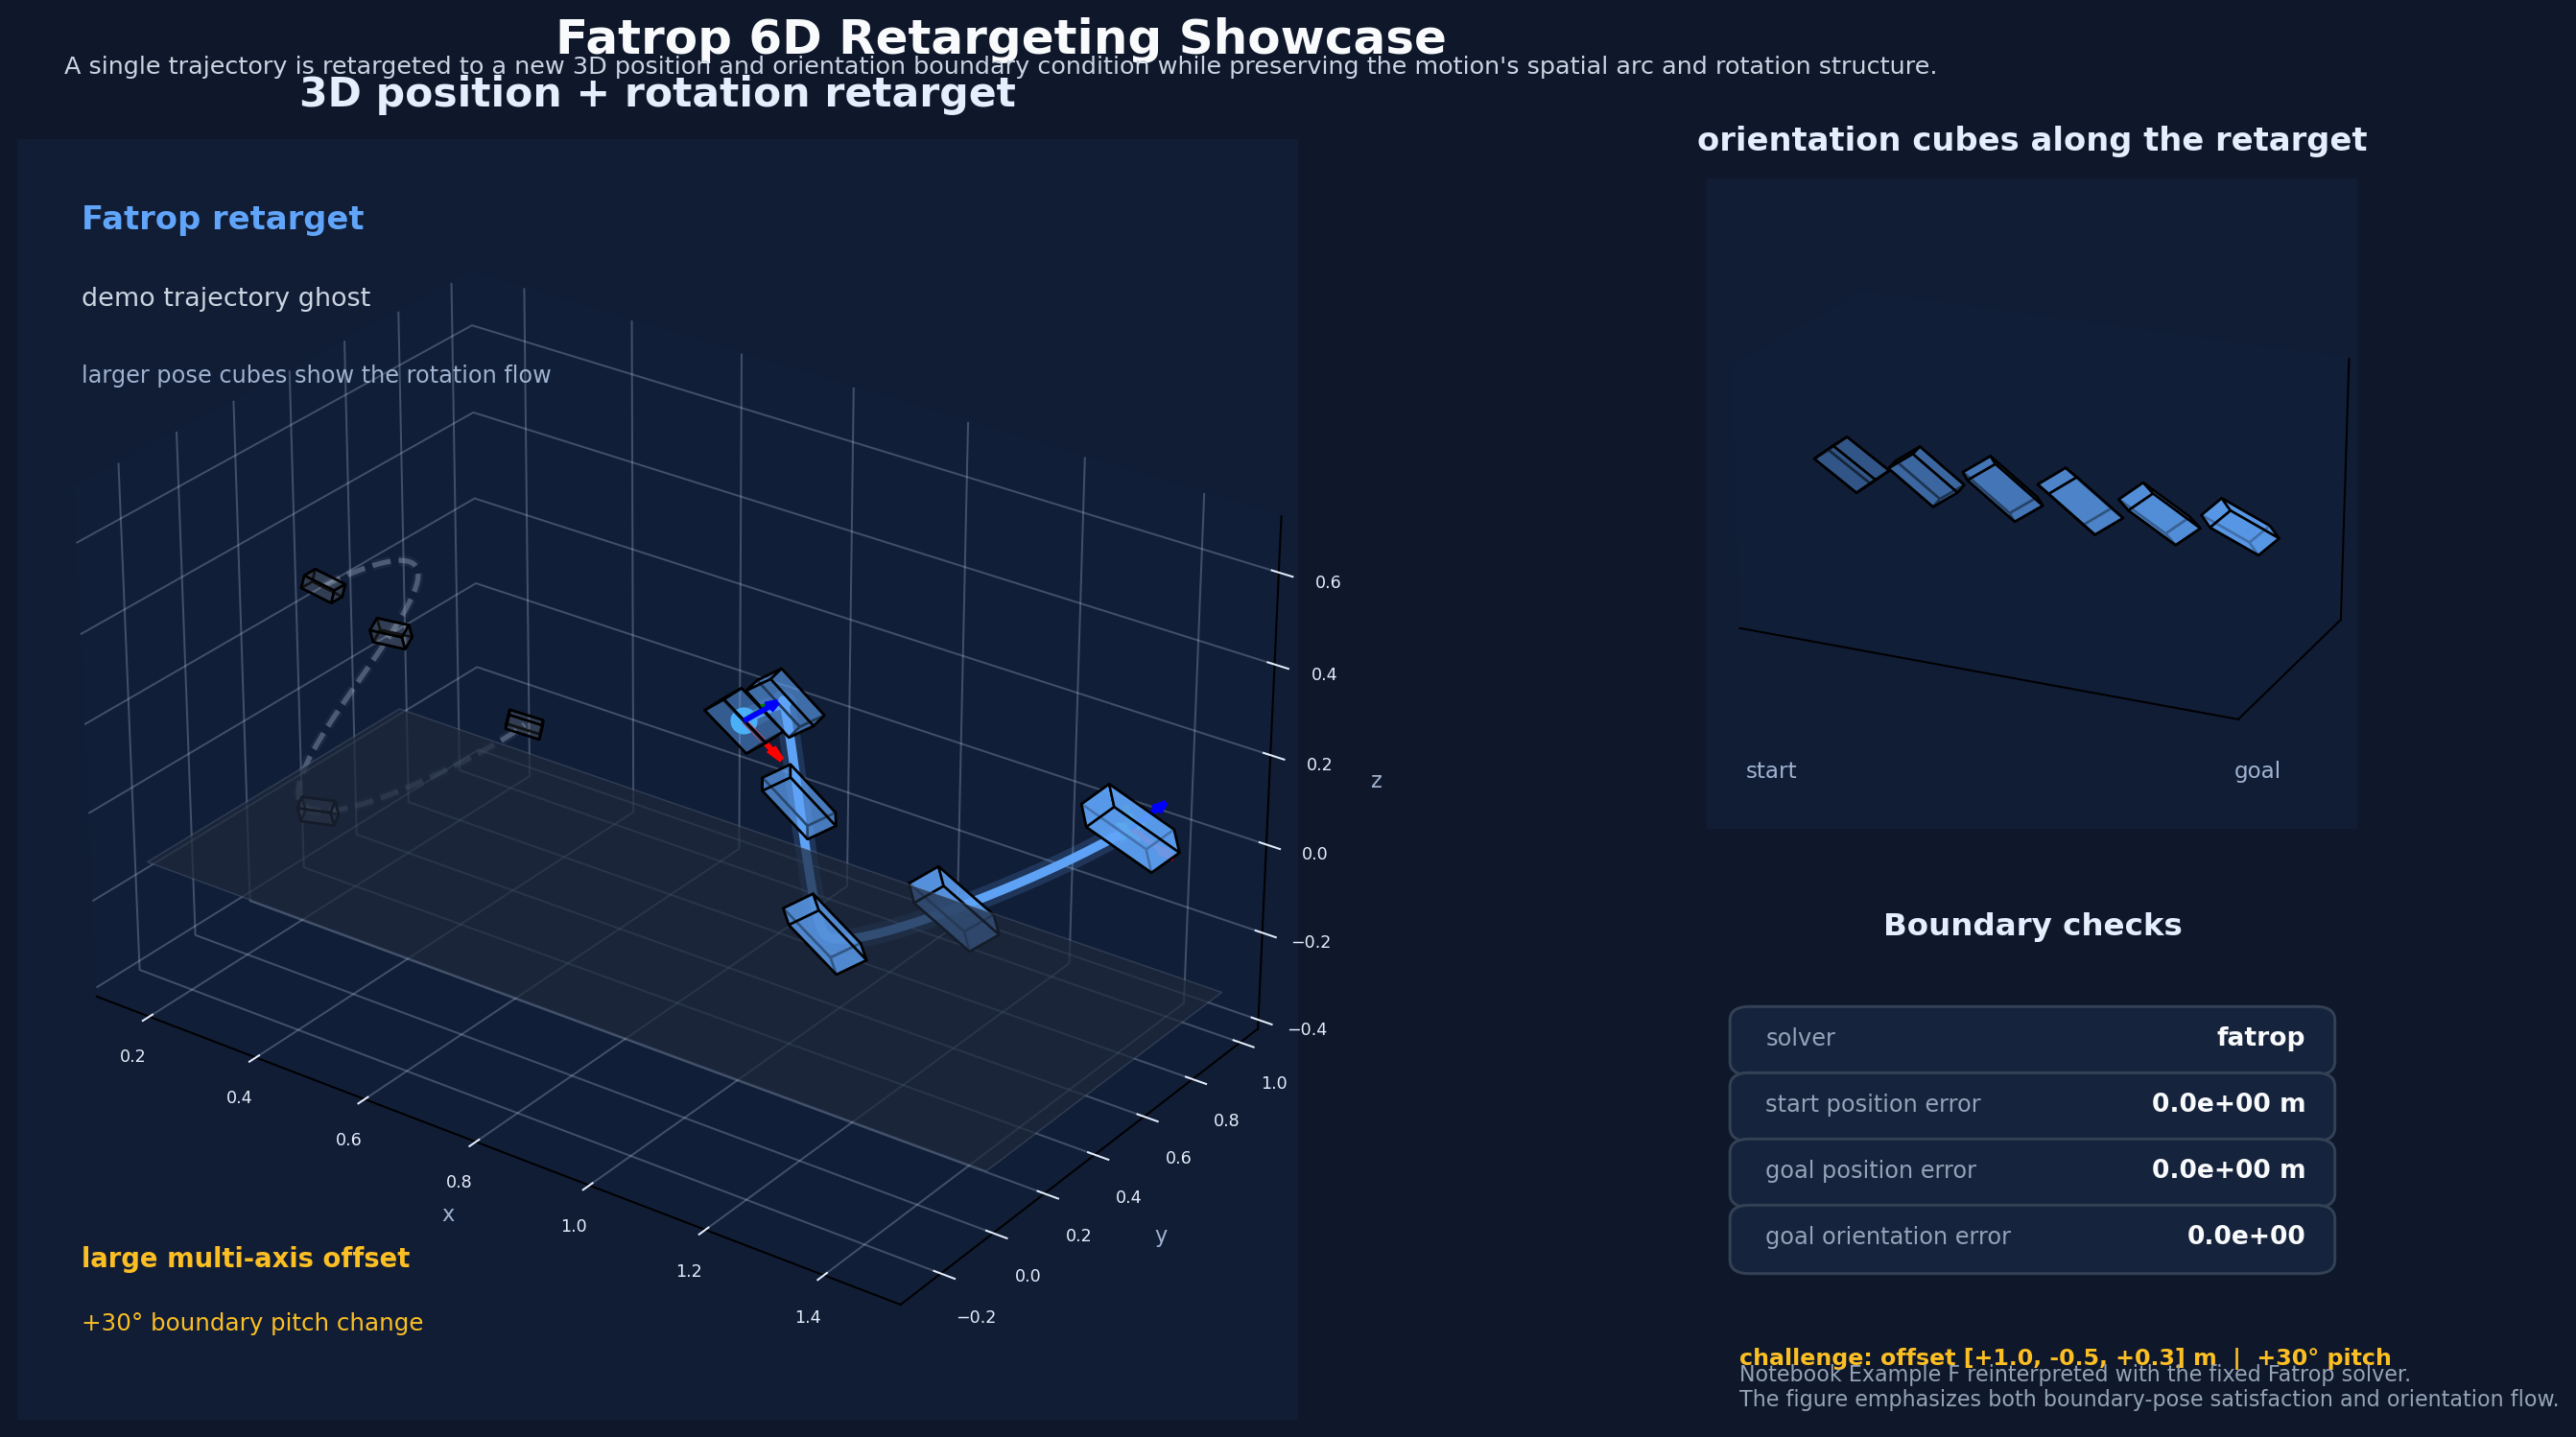 Fatrop 6D Retargeting Showcase
A single trajectory is retargeted to a new 3D position and orientation boundary condition while preserving the motion's spatial arc and rotation structure.
3D position + rotation retarget
Fatrop retarget
demo trajectory ghost
larger pose cubes show the rotation flow
0.6
0.4
0.2
0.0
−0.2
−0.4
z
0.2
0.4
0.6
0.8
1.0
1.2
1.4
x
1.0
0.8
0.6
0.4
0.2
0.0
−0.2
y
large multi-axis offset
+30° boundary pitch change
orientation cubes along the retarget
start
goal
Boundary checks
solver fatrop
start position error 0.0e+00 m
goal position error 0.0e+00 m
goal orientation error 0.0e+00
challenge: offset [+1.0, -0.5, +0.3] m | +30° pitch
Notebook Example F reinterpreted with the fixed Fatrop solver.
The figure emphasizes both boundary-pose satisfaction and orientation flow.